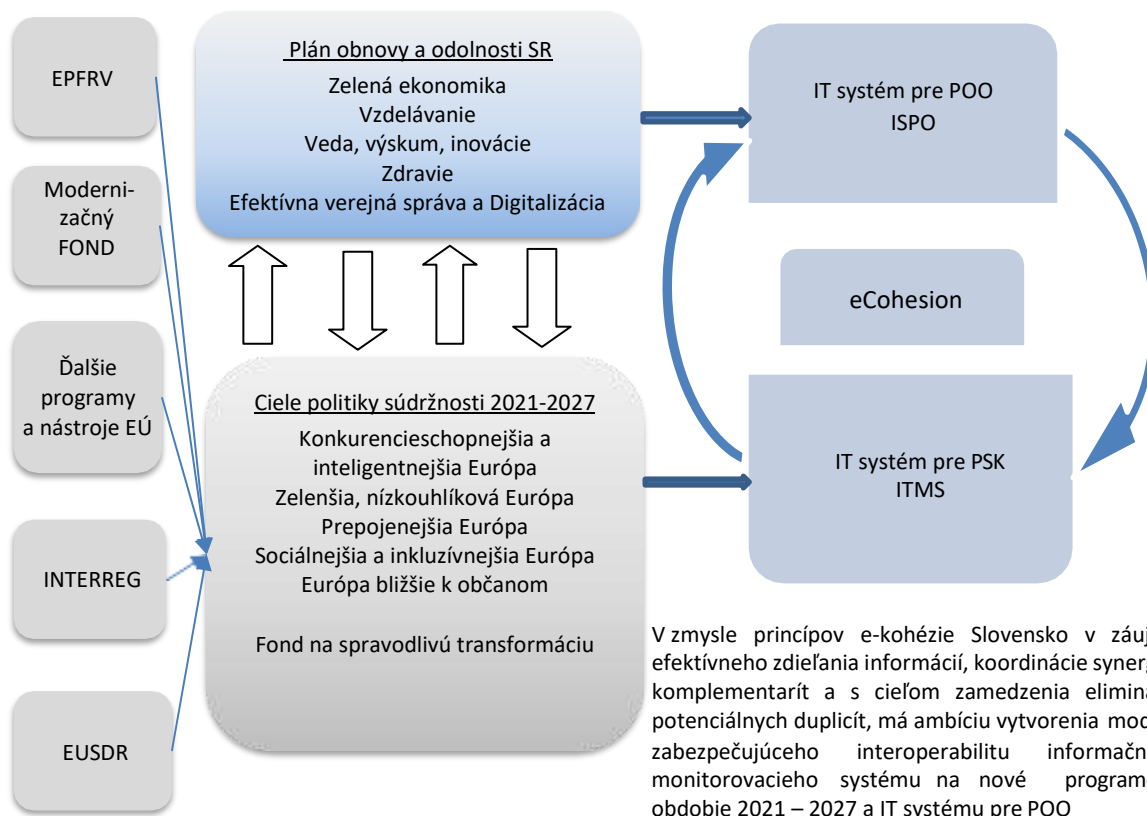 EPFRV
Moderni-
začný
FOND
Ďalšie
programy
a nástroje EÚ
INTERREG
EUSDR
Plán obnovy a odolnosti SR
Zelená ekonomika
Vzdelávanie
Veda, výskum, inovácie
Zdravie
Efektívna verejná správa a Digitalizácia
Ciele politiky súdržnosti 2021-2027
Konkurencieschopnejšia a
inteligentnejšia Európa
Zelenšia, nízkouhlíková Európa
Prepojenejšia Európa
Sociálnejšia a inkluzívnejšia Európa
Európa bližšie k občanom
Fond na spravodlivú transformáciu
IT systém pre POO
ISPO
eCohesion
IT systém pre PSK
ITMS
V zmysle princípov e-kohézie Slovensko v
efektívneho zdieľania informácií, koordinácie
komplementarít a s cieľom zamedzenia
potenciálnych duplicít, má ambíciu vytvorenia
zabezpečujúceho interoperabilitu
monitorovacieho systému na nové
obdobie 2021 – 2027 a IT systému pre POO